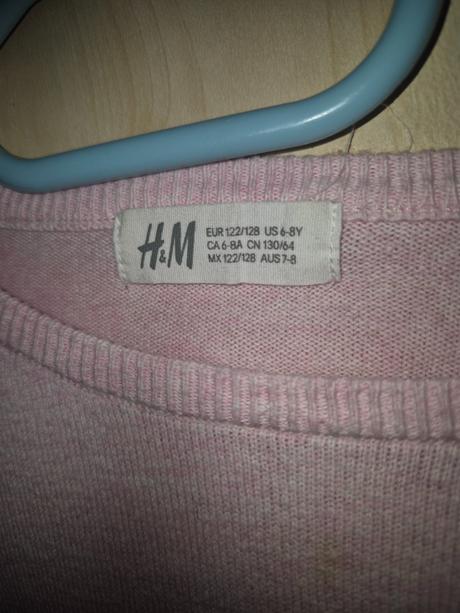 H&M
EUR 122/128 US 6-8Y
CA 6-8A CN 130/64
MX 122/128 AUS 7-8